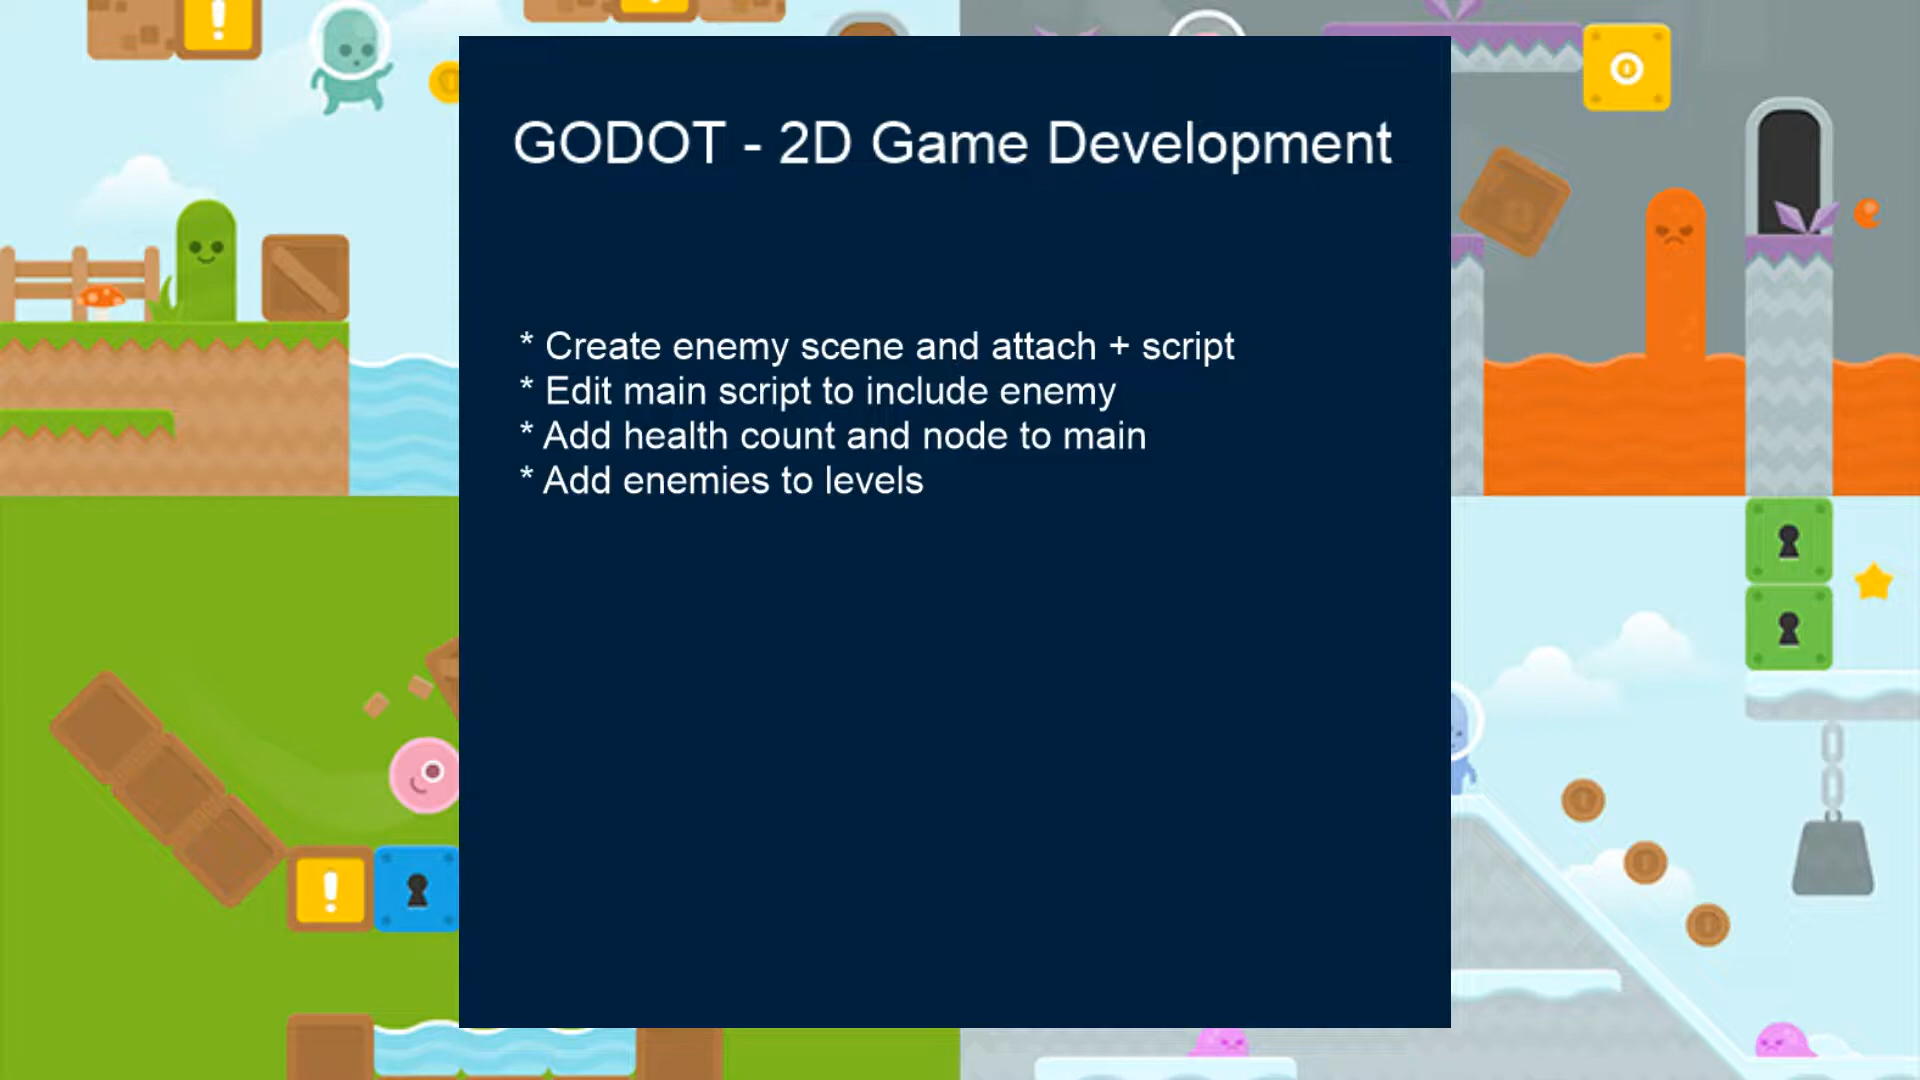 GODOT - 2D Game Development
* Create enemy scene and attach + script
* Edit main script to include enemy
* Add health count and node to main
* Add enemies to levels